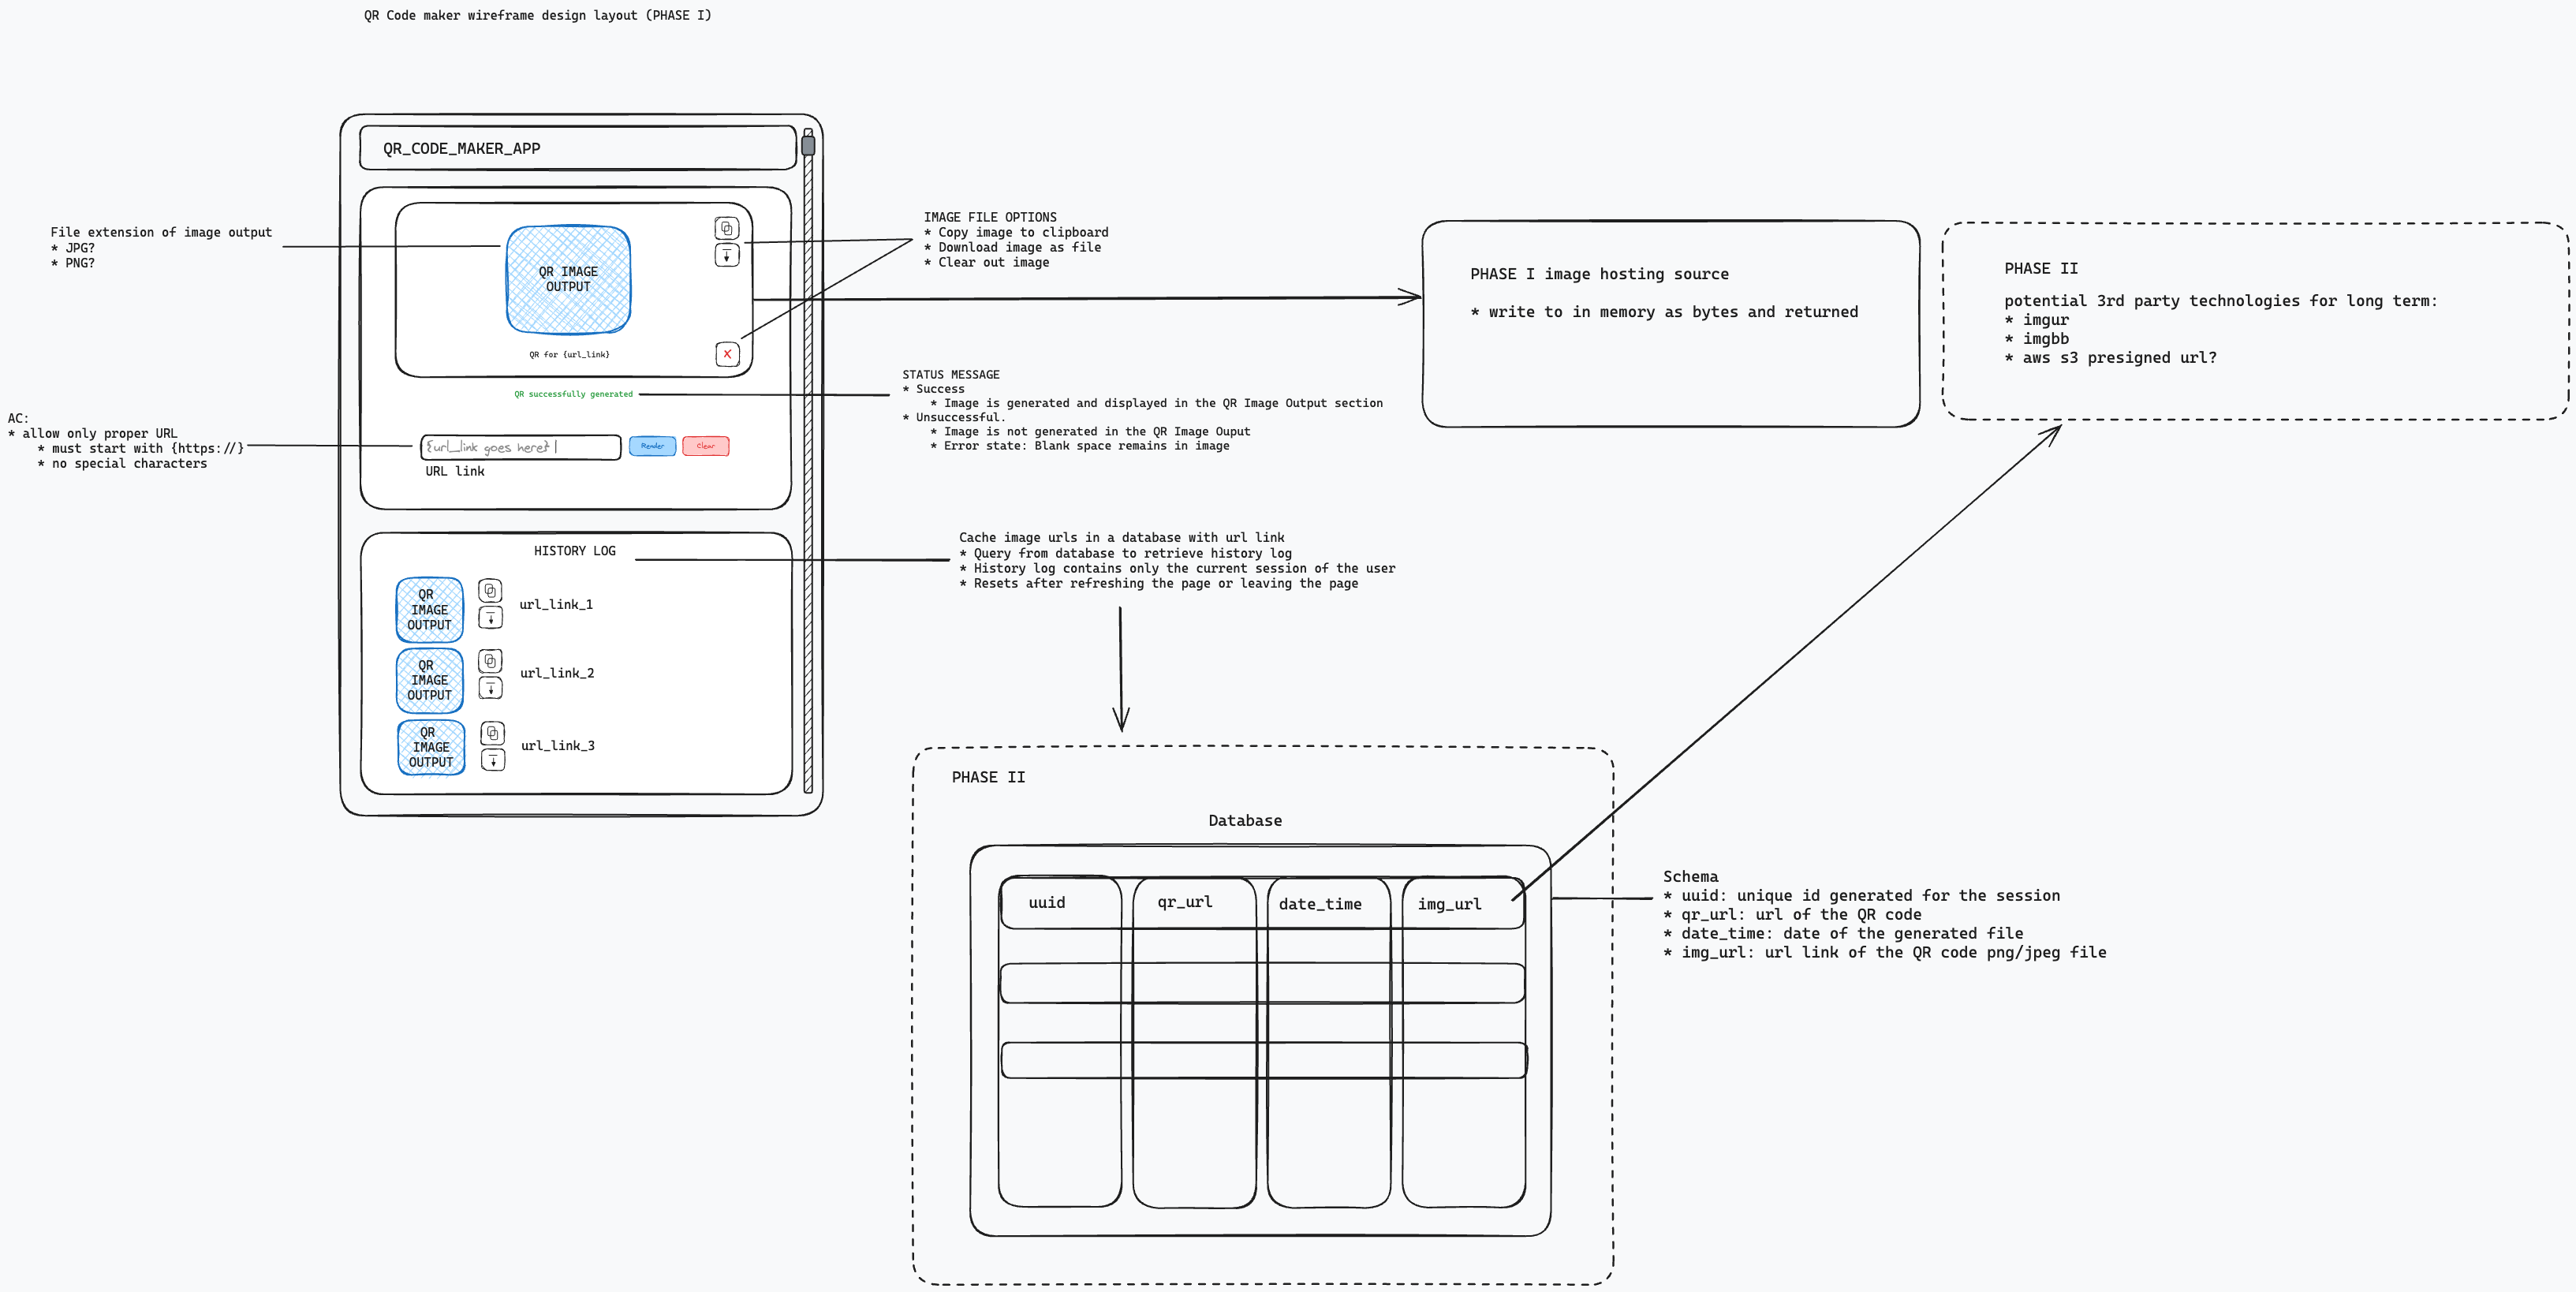 QR Code maker wireframe design layout (PHASE I)
QR_CODE_MAKER_APP
File extension of image output
* JPG?
* PNG?
QR IMAGE
OUTPUT
QR for {url_link}
X
IMAGE FILE OPTIONS
* Copy image to clipboard
* Download image as file
* Clear out image
PHASE I image hosting source
* write to in memory as bytes and returned
PHASE II
potential 3rd party technologies for long term:
* imgur
* imgbb
* aws s3 presigned url?
QR successfully generated
STATUS MESSAGE
* Success
* Image is generated and displayed in the QR Image Output section
* Unsuccessful.
* Image is not generated in the QR Image Ouput
* Error state: Blank space remains in image
AC:
* allow only proper URL
* must start with {https://}
* no special characters
{url_link goes here} |
Render
Clear
URL link
HISTORY LOG
Cache image urls in a database with url link
* Query from database to retrieve history log
* History log contains only the current session of the user
* Resets after refreshing the page or leaving the page
QR
IMAGE
OUTPUT
url_link_1
QR
IMAGE
OUTPUT
url_link_2
QR
IMAGE
OUTPUT
url_link_3
PHASE II
Database
uuid
qr_url
date_time
img_url
Schema
* uuid: unique id generated for the session
* qr_url: url of the QR code
* date_time: date of the generated file
* img_url: url link of the QR code png/jpeg file